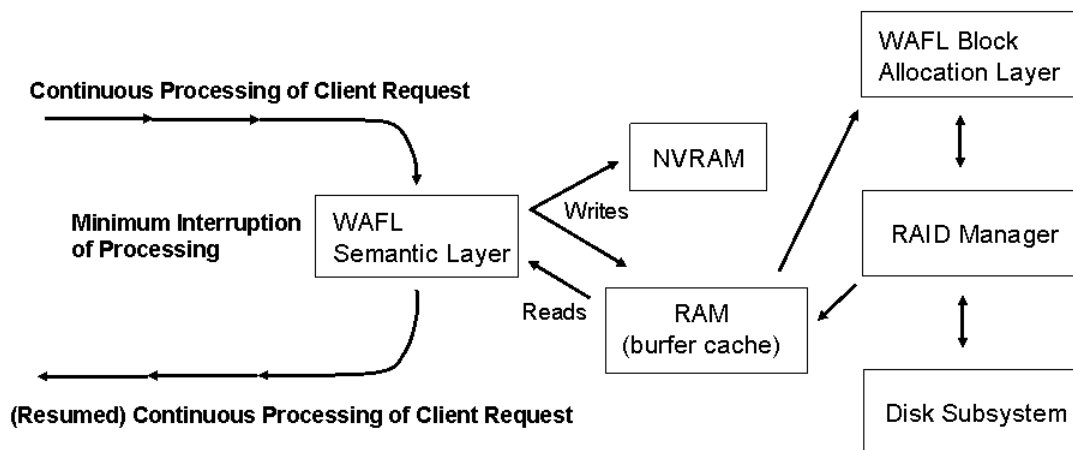 WAFL Block
Allocation Layer
Continuous Processing of Client Request
NVRAM
Minimum Interruption
of Processing
WAFL
Semantic Layer
Writes
RAID Manager
Reads
RAM
(burfer cache)
(Resumed) Continuous Processing of Client Request
Disk Subsystem